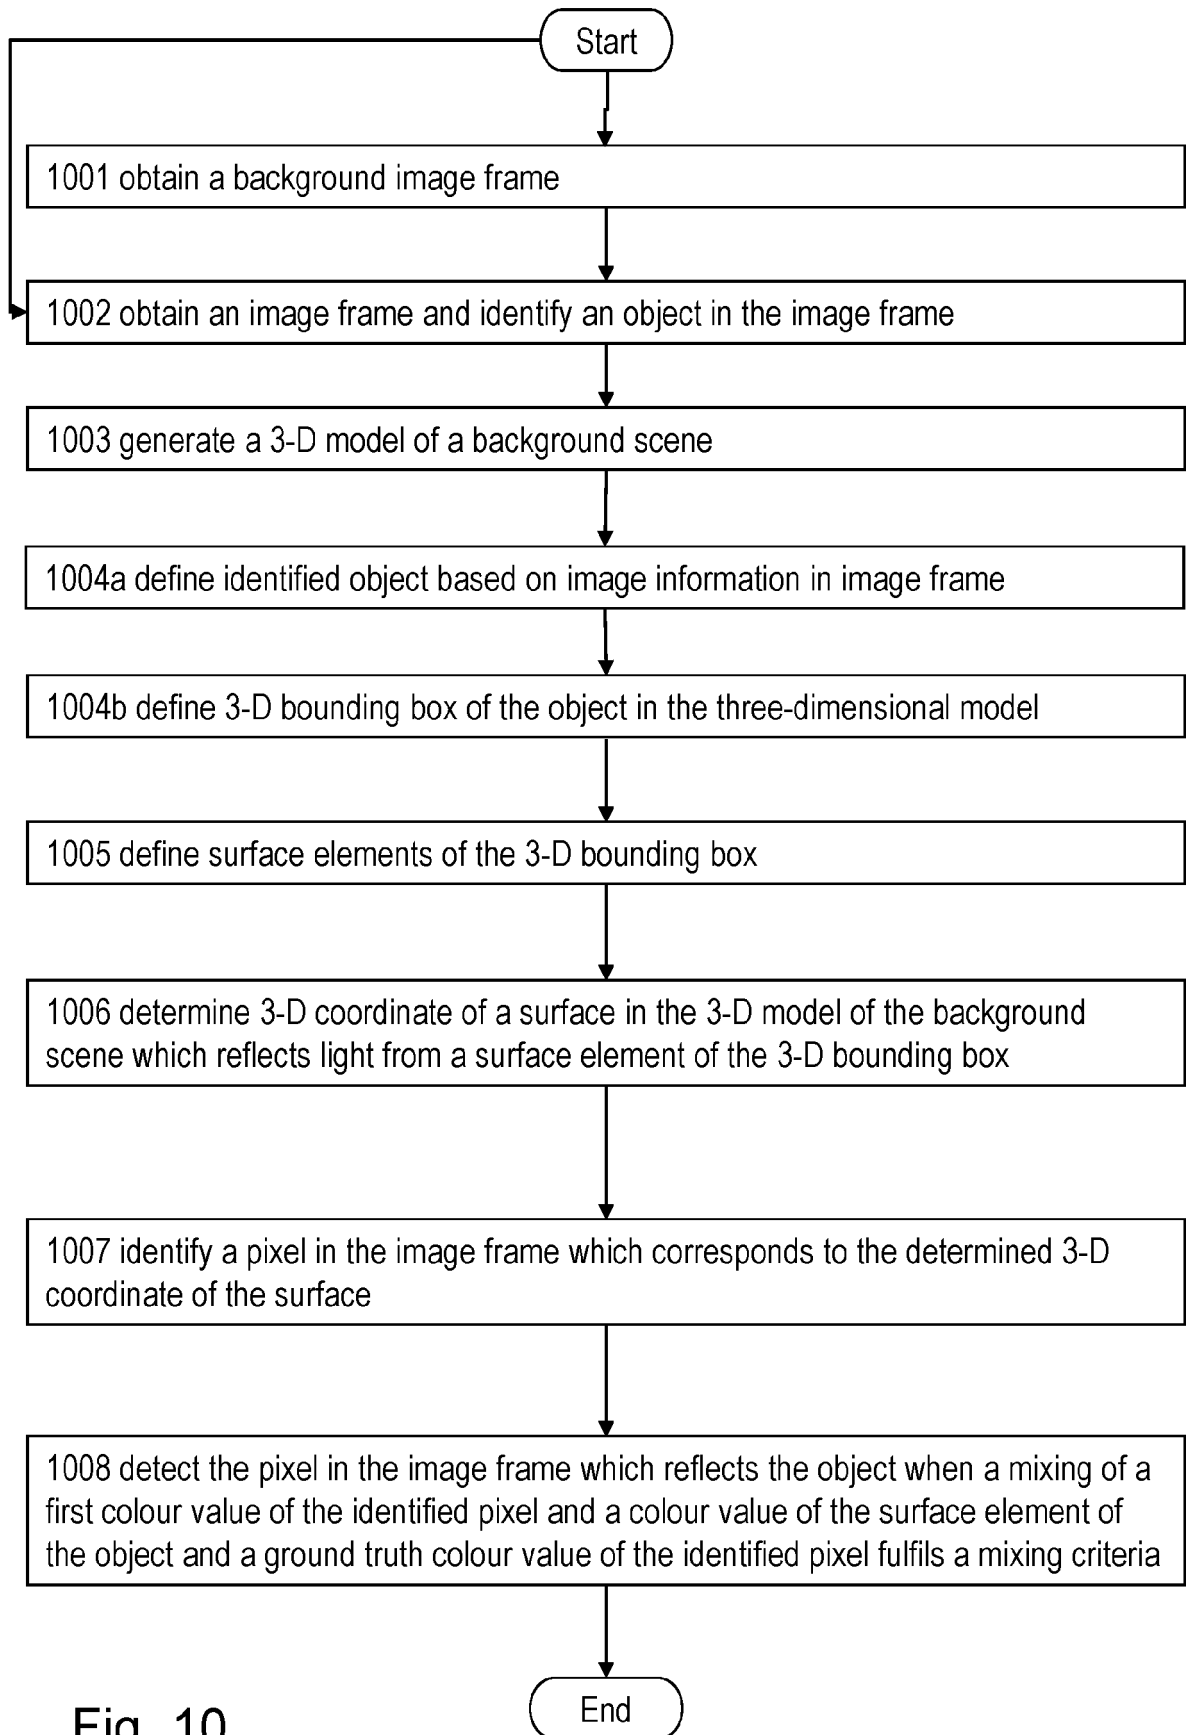 Start
1001 obtain a background image frame
1002 obtain an image frame and identify an object in the image frame
1003 generate a 3-D model of a background scene
1004a define identified object based on image information in image frame
1004b define 3-D bounding box of the object in the three-dimensional model
1005 define surface elements of the 3-D bounding box
1006 determine 3-D coordinate of a surface in the 3-D model of the background
scene which reflects light from a surface element of the 3-D bounding box
1007 identify a pixel in the image frame which corresponds to the determined 3-D
coordinate of the surface
1008 detect the pixel in the image frame which reflects the object when a mixing of a
first colour value of the identified pixel and a colour value of the surface element of
the object and a ground truth colour value of the identified pixel fulfils a mixing criteria
End
Fig. 10